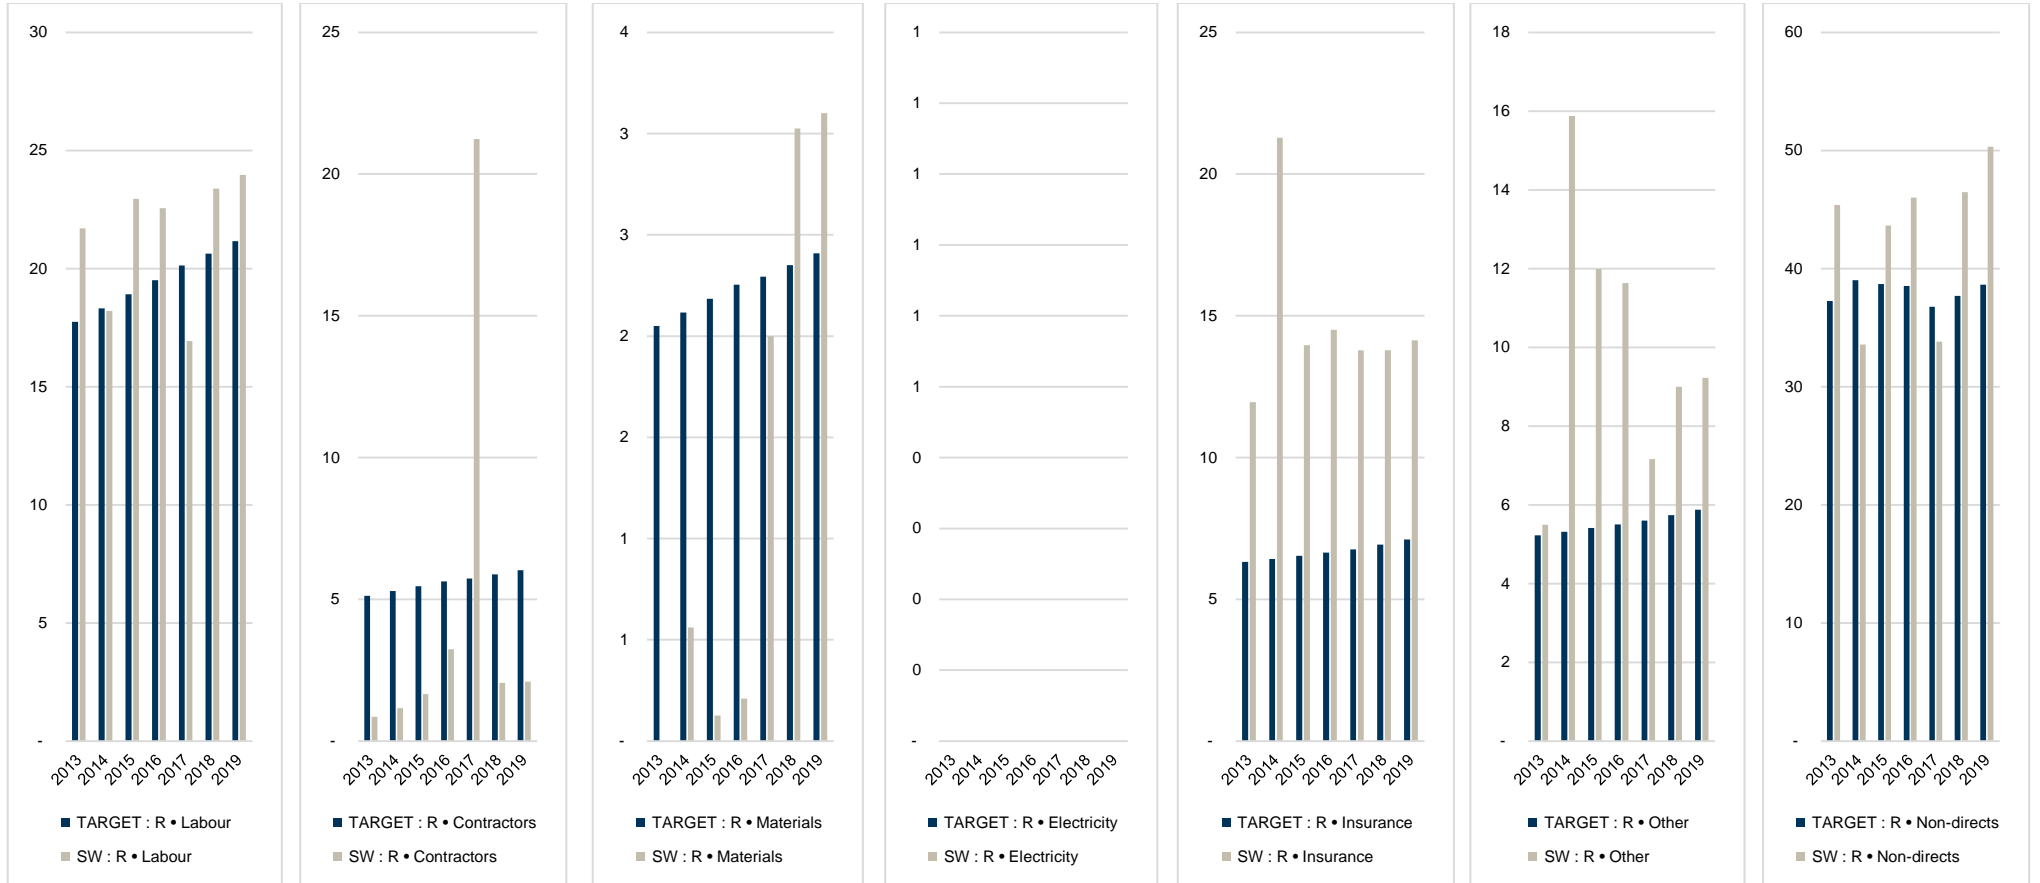 30
25
20
15
10
5
-
2013 2014 2015 2016 2017 2018 2019
TARGET : R • Labour
SW : R • Labour
25
20
15
10
5
-
2013 2014 2015 2016 2017 2018 2019
TARGET : R • Contractors
SW : R • Contractors
4
3
3
2
2
1
1
-
2013 2014 2015 2016 2017 2018 2019
TARGET : R • Materials
SW : R • Materials
1
1
1
1
1
1
0
0
0
0
-
2013 2014 2015 2016 2017 2018 2019
TARGET : R • Electricity
SW : R • Electricity
25
20
15
10
5
-
2013 2014 2015 2016 2017 2018 2019
TARGET : R • Insurance
SW : R • Insurance
18
16
14
12
10
8
6
4
2
-
2013 2014 2015 2016 2017 2018 2019
TARGET : R • Other
SW : R • Other
60
50
40
30
20
10
-
2013 2014 2015 2016 2017 2018 2019
TARGET : R • Non-directs
SW : R • Non-directs